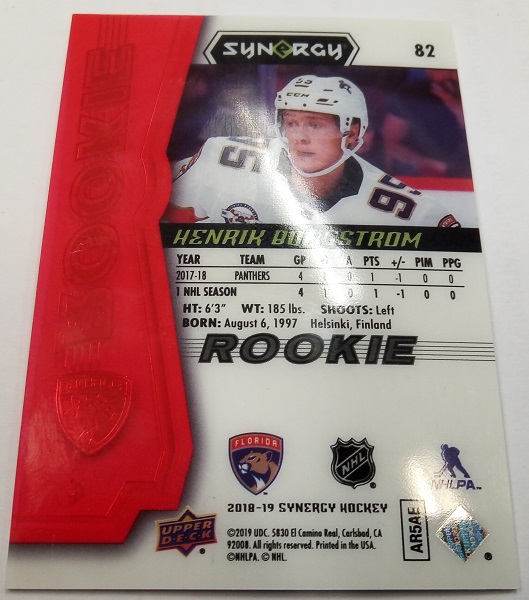 SYNERGY
82
ROOKIE
95
95
HENRIK
YEAR TEAM GP G A PTS +/- PIM PPG
2017-18 PANTHERS 4 1 0 1 -1 0 0
1 NHL SEASON 4 1 0 1 -1 0 0
HT: 6'3" WT: 185 lbs. SHOOTS: Left
BORN: August 6, 1997 Helsinki, Finland
ROOKIE
FLORIDA
NHL
NHLPA
2018-19 SYNERGY HOCKEY
UPPER DECK
©2019 UDC. 5830 El Camino Real, Carlsbad, CA
92008. All rights reserved. Printed in the USA.
©NHLPA. © NHL.
AR5AE